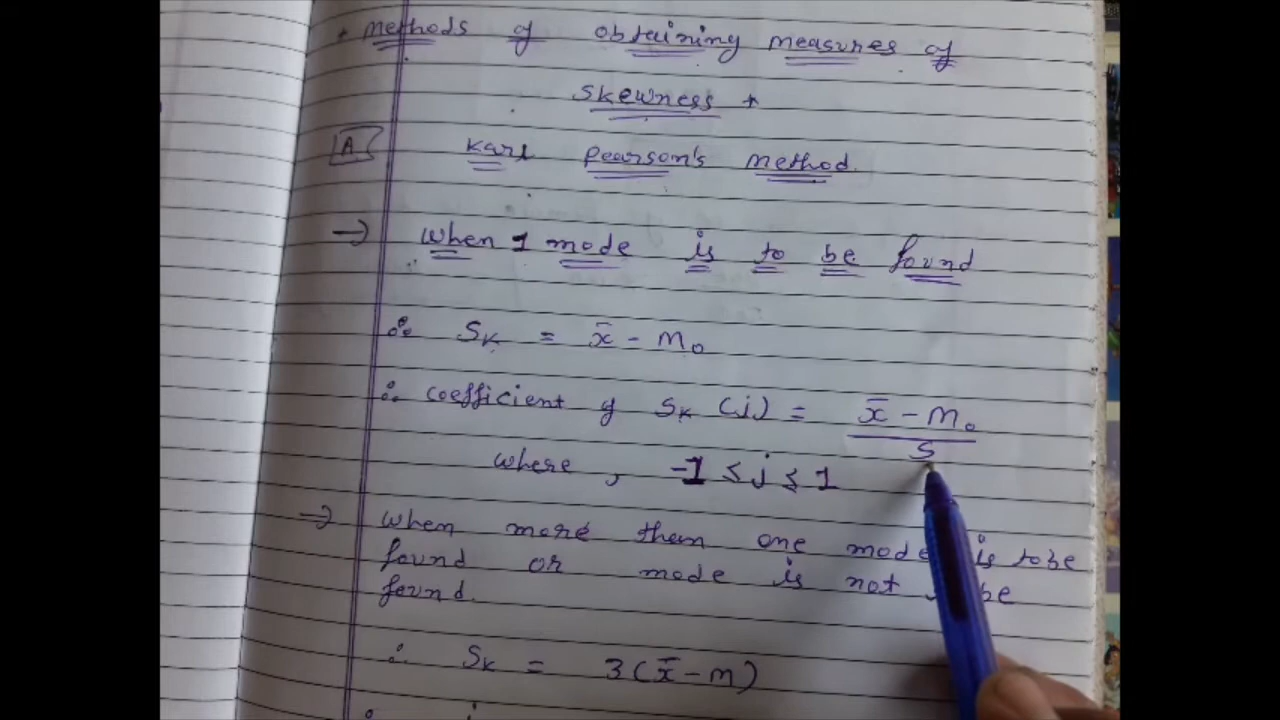 * methods of obtaining measures of
skewness *
A Karl Pearson's method.
→ When 1 mode is to be found
∴ Sk = x̄ - Mo
∴ coefficient of Sk (j) = x̄ - Mo / S
where, -1 ≤ j ≤ 1
→ When more them one mode is to be
found or mode is not be
found.
∴ Sk = 3(x̄ - M)